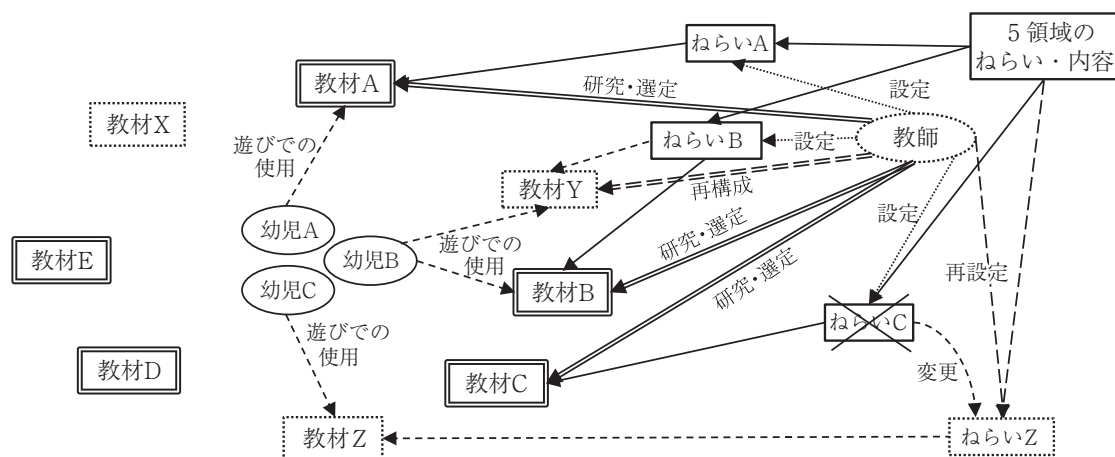 5領域の
ねらい・内容
ねらいA
教材A
研究・選定
設定
教材X
ねらいB
設定
教師
遊びでの
使用
教材Y
再構成
幼児A
設定
教材E
幼児B
遊びでの
使用
研究・選定
教材B
研究・選定
再設定
幼児C
ねらいC
遊びでの
使用
教材D
教材C
変更
教材Z
ねらいZ